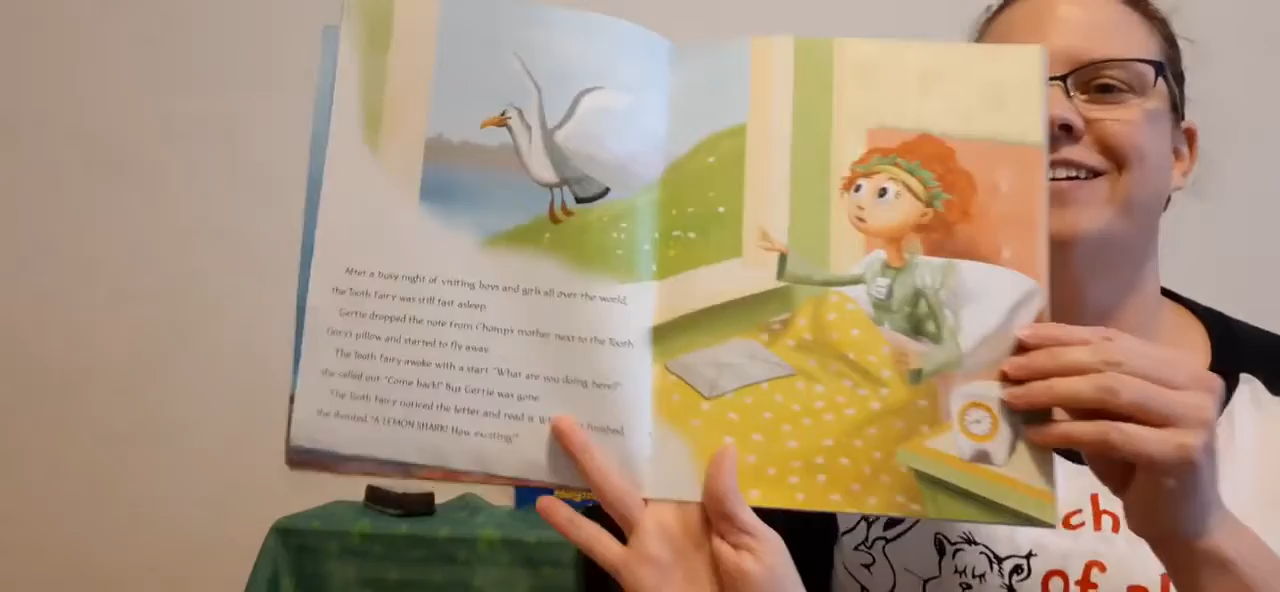 After a busy night of visiting boys and girls all over the world,
the Tooth Fairy was still fast asleep.
Gertie dropped the note from Chomp's mother next to the Tooth
Fairy's pillow and started to fly away.
The Tooth Fairy awoke with a start. "What are you doing here?"
she called out. "Come back!" But Gertie was gone.
The Tooth Fairy noticed the letter and read it. finished,
she shouted, "A LEMON SHARK! How exciting!"
ch
of